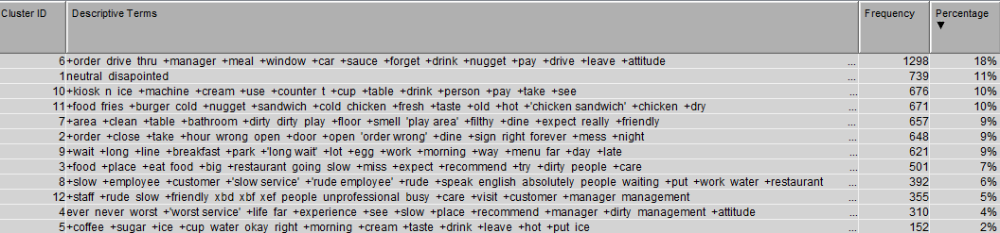 Cluster ID Descriptive Terms Frequency Percentage ▼
6 +order drive thru +manager +meal +window +car +sauce +forget +drink +nugget +pay +drive +leave +attitude ... 1298 18%
1 neutral disapointed 739 11%
10 +kiosk n ice +machine +cream +use +counter t +cup +table +drink +person +pay +take +see ... 676 10%
11 +food fries +burger cold +nugget +sandwich +cold chicken +fresh +taste +old +hot +'chicken sandwich' +chicken +dry ... 671 10%
7 +area +clean +table +bathroom +dirty dirty play +floor +smell 'play area' +filthy +dine +expect really +friendly ... 657 9%
2 +order +close +take +hour wrong open +door +open 'order wrong' +dine +sign right forever +mess +night ... 648 9%
9 +wait +long +line +breakfast +park +'long wait' +lot +egg +work +morning +way +menu far +day +late ... 621 9%
3 +food +place +eat food +big +restaurant going slow +miss +expect +recommend +try +dirty people +care ... 501 7%
8 +slow +employee +customer +'slow service' +'rude employee' +rude +speak english absolutely people waiting +put +work water +restaurant ... 392 6%
12 +staff +rude slow +friendly xbd xbf xef people unprofessional busy +care +visit +customer +manager management ... 355 5%
4 ever never worst +'worst service' +life far +experience +see +slow +place +recommend +manager +dirty management +attitude ... 310 4%
5 +coffee +sugar +ice +cup water okay right +morning +cream +taste +drink +leave +hot +put ice ... 152 2%